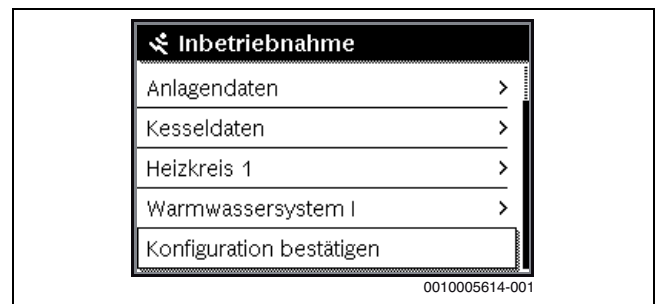 Inbetriebnahme
Anlagendaten >
Kesseldaten >
Heizkreis 1 >
Warmwassersystem I >
Konfiguration bestätigen
0010005614-001